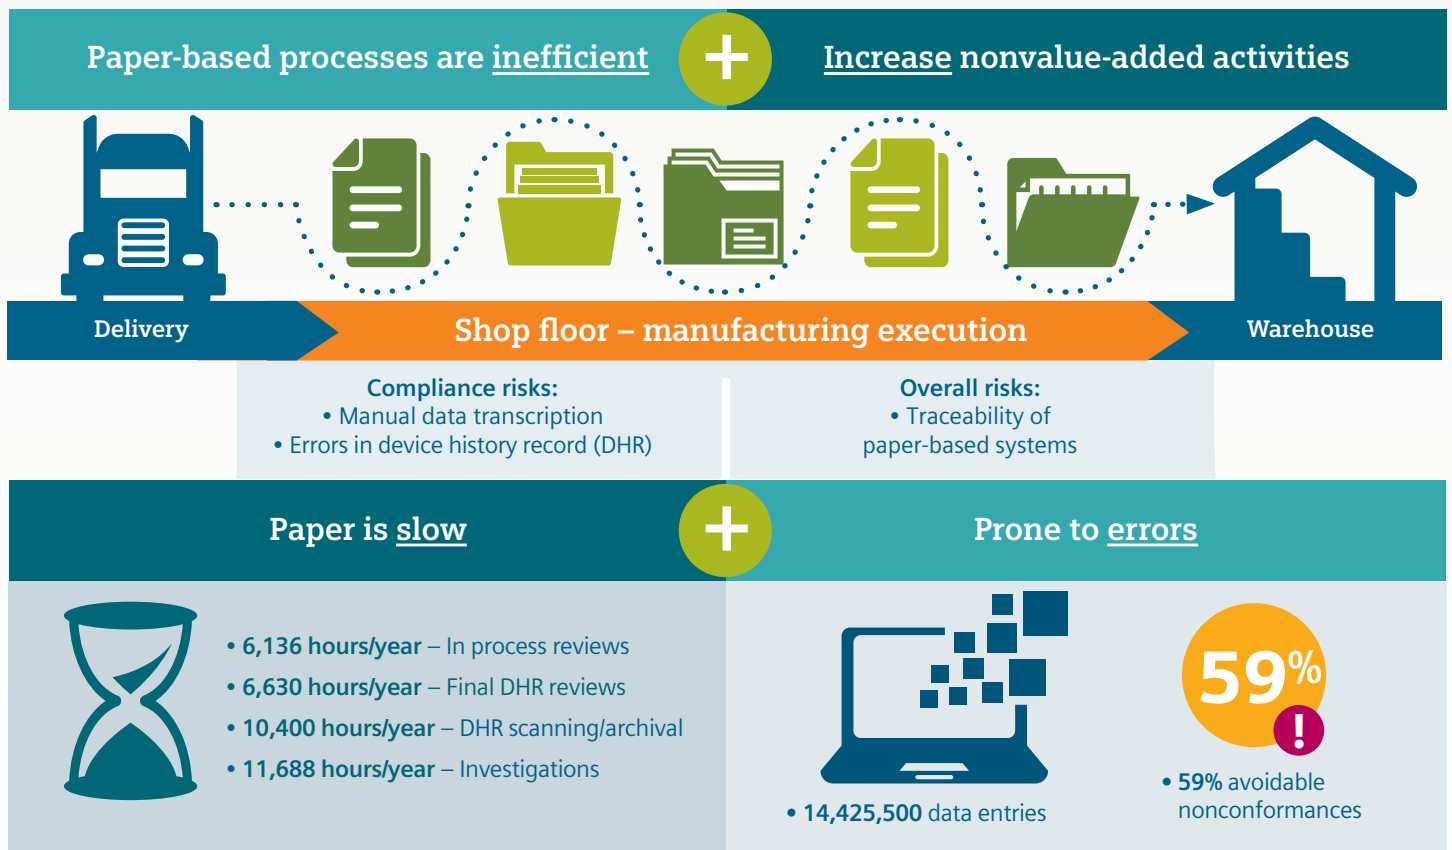 Paper-based processes are inefficient
+
Increase nonvalue-added activities
Delivery
Shop floor – manufacturing execution
Warehouse
Compliance risks:
• Manual data transcription
• Errors in device history record (DHR)
Overall risks:
• Traceability of
paper-based systems
Paper is slow
+
Prone to errors
• 6,136 hours/year – In process reviews
• 6,630 hours/year – Final DHR reviews
• 10,400 hours/year – DHR scanning/archival
• 11,688 hours/year – Investigations
• 14,425,500 data entries
59%
!
• 59% avoidable
nonconformances